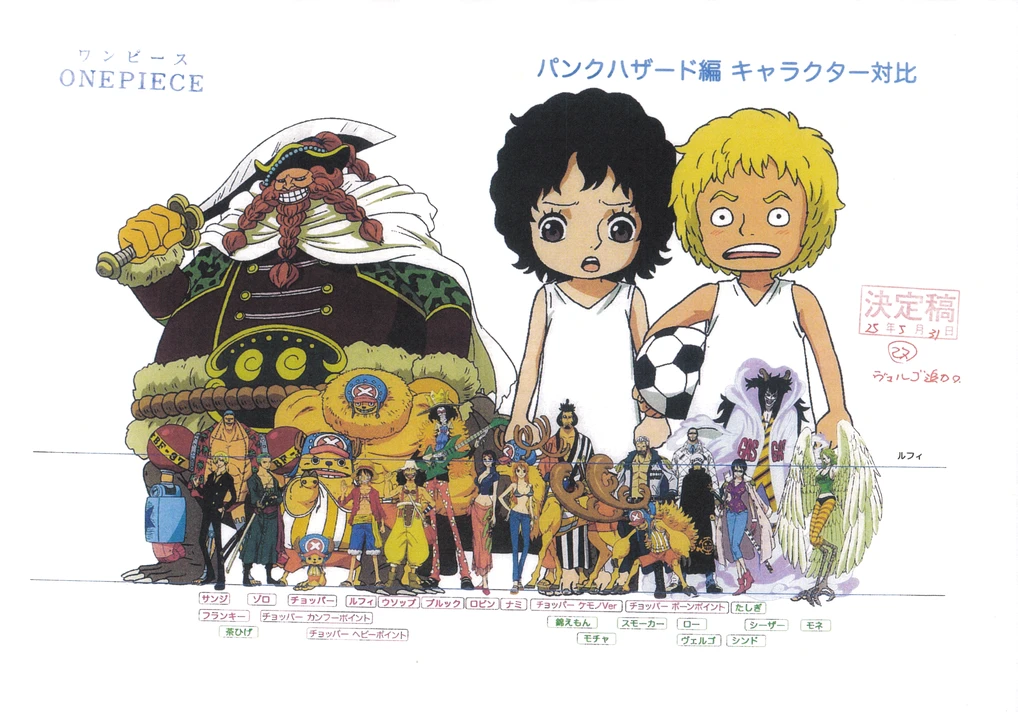 ワンピース
ONEPIECE
パンクハザード編 キャラクター対比
決定稿
25年5月31日
ヴェルゴ追加
BF-97
GAS
GA
ルフィ
サンジ ゾロ チョッパー ルフィ ウソップ ブルック ロビン ナミ チョッパー ケモノVer チョッパー ホーンポイント たしぎ
フランキー チョッパー カンフーポイント 錦えもん スモーカー ロー シーザー モネ
茶ひげ チョッパー ヘビーポイント モチャ ヴェルゴ シンド